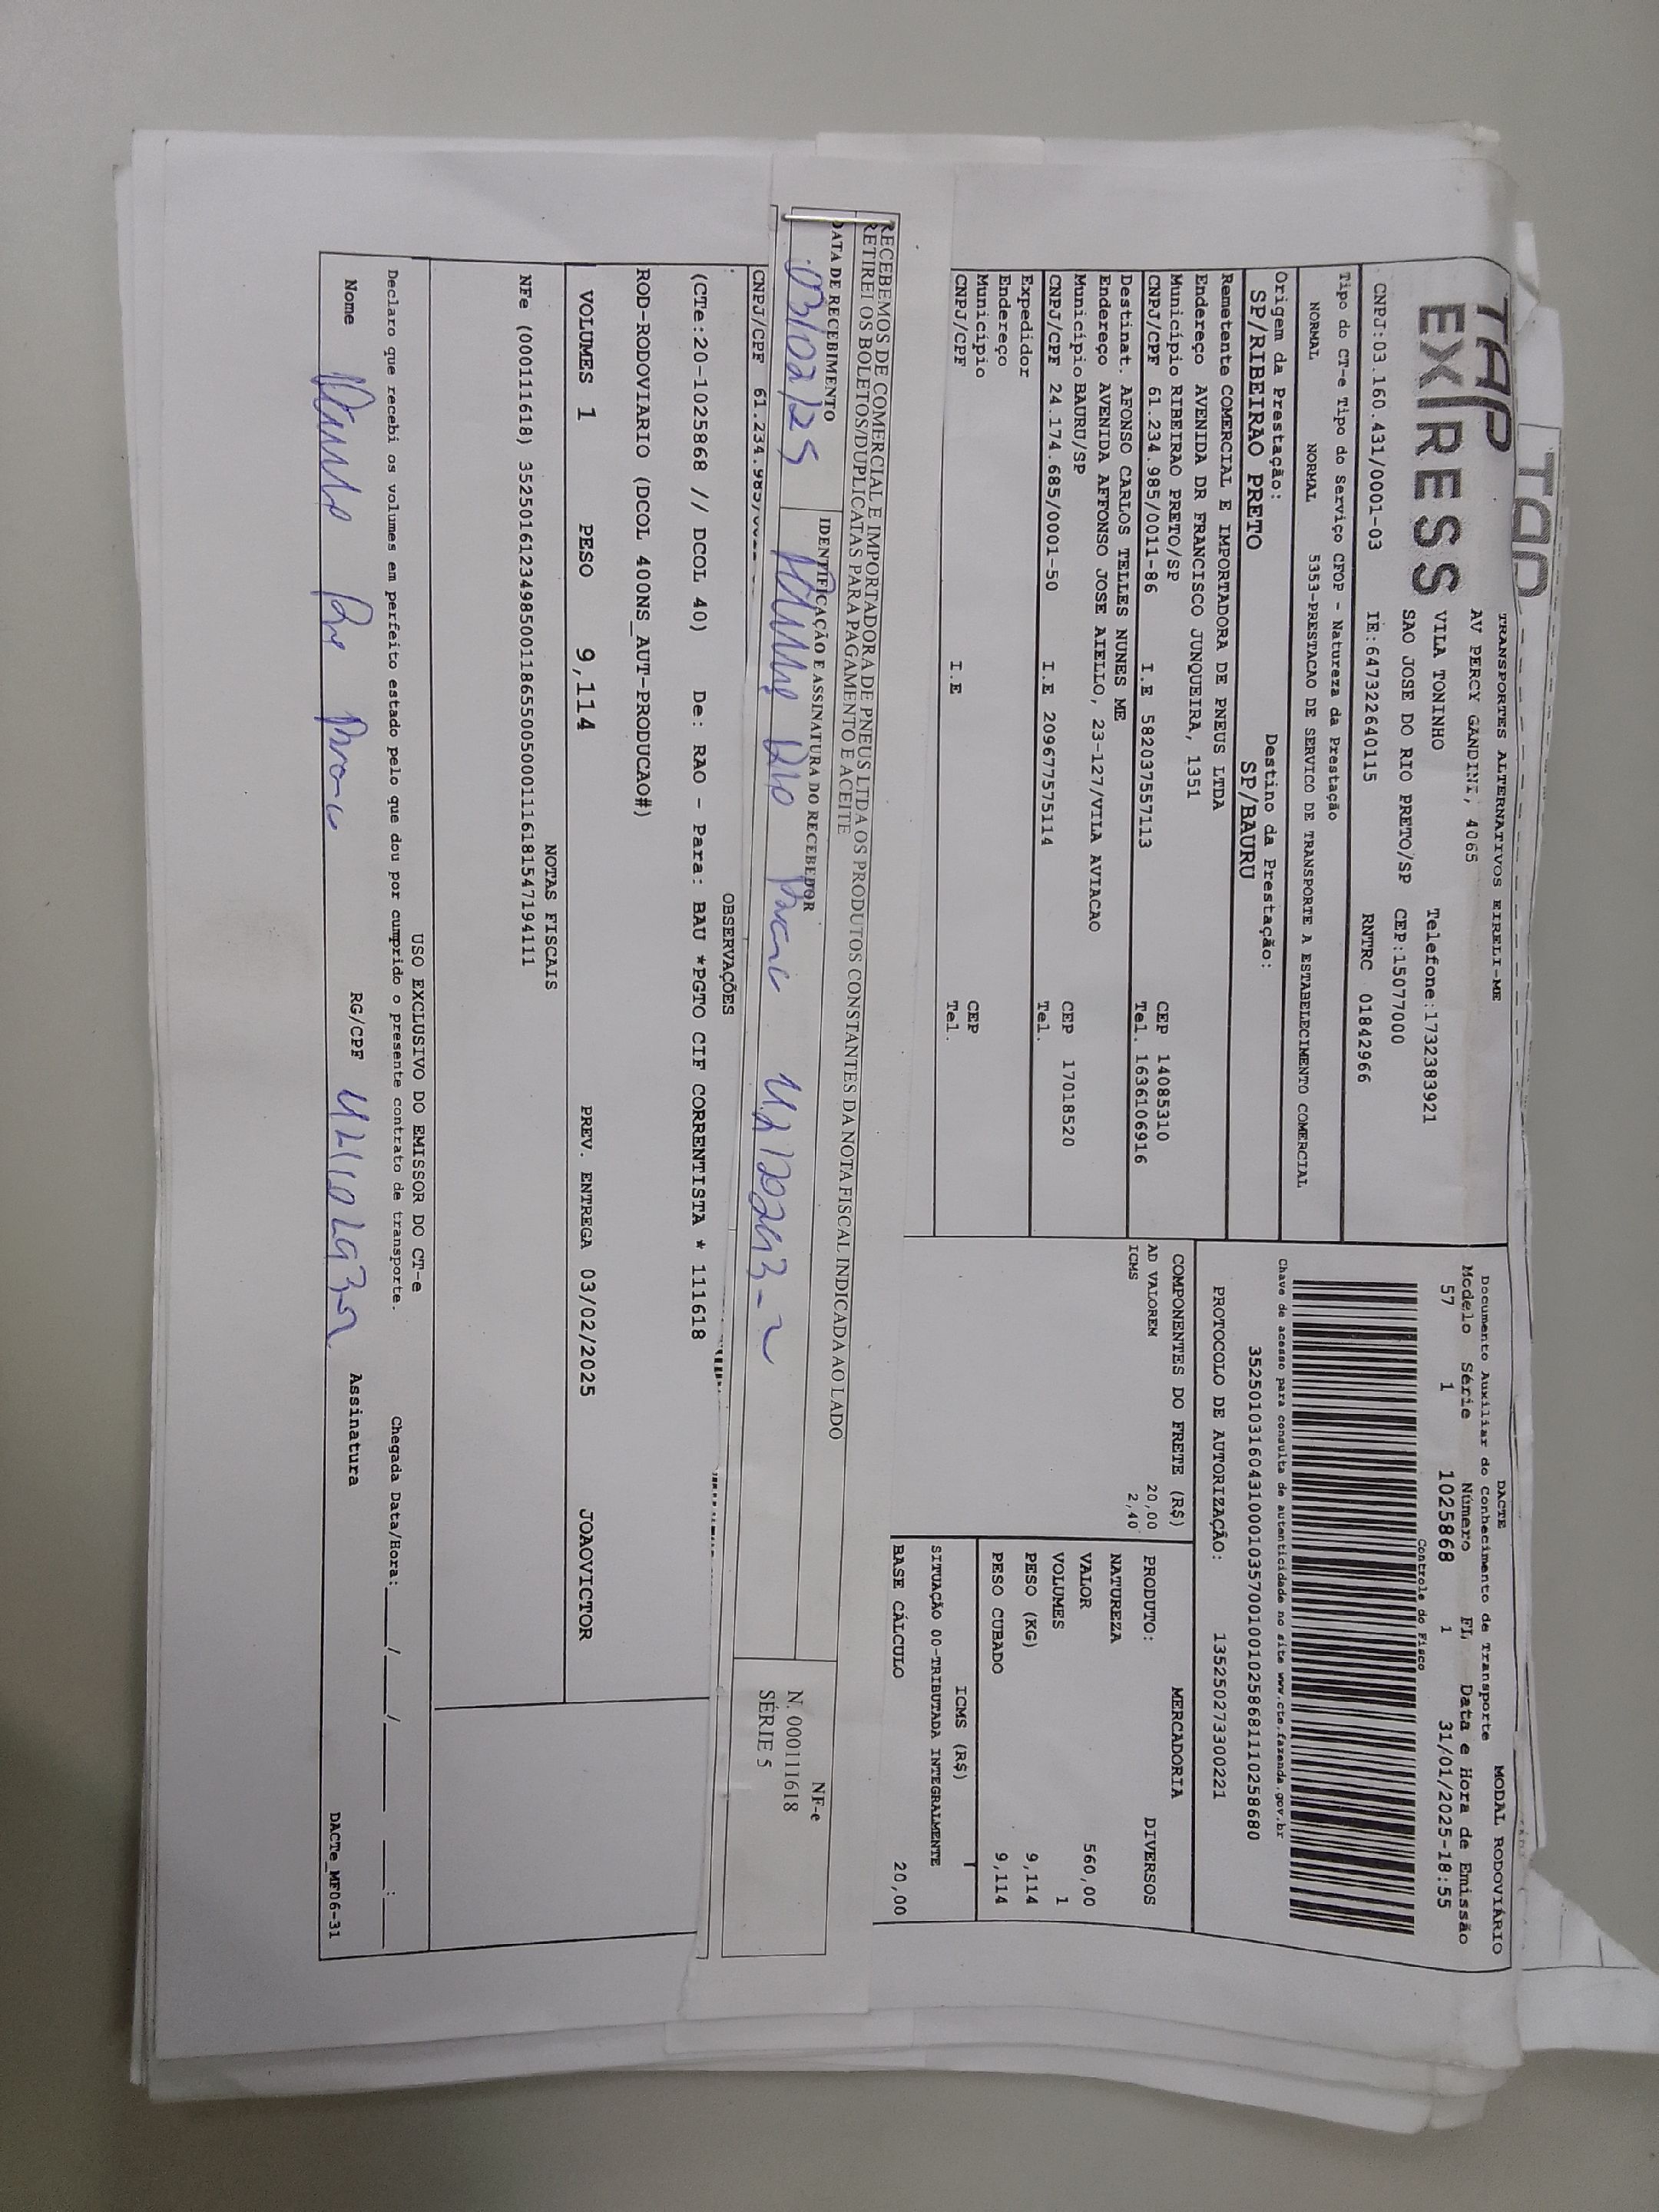 TAP
TAP
EXPRESS
TRANSPORTES ALTERNATIVOS EIRELI-ME
AV PERCY GANDINI, 4065
VILA TONINHO Telefone:1732383921
SAO JOSE DO RIO PRETO/SP CEP:15077000
CNPJ:03.160.431/0001-03 IE:647322640115 RNTRC 01842966
DACTE MODAL RODOVIÁRIO
Documento Auxiliar do Conhecimento de Transporte
Modelo Série Número FL Data e Hora de Emissão
57 1 1025868 1 31/01/2025-18:55
Controle do Fisco
Chave de acesso para consulta de autenticidade no site www.cte.fazenda.gov.br
35250103160431000103570010010258681110258680
PROTOCOLO DE AUTORIZAÇÃO: 135250273300221
Tipo do CT-e Tipo do Serviço CFOP - Natureza da Prestação
NORMAL NORMAL 5353-PRESTACAO DE SERVICO DE TRANSPORTE A ESTABELECIMENTO COMERCIAL
Origem da Prestação: Destino da Prestação:
SP/RIBEIRAO PRETO SP/BAURU
Remetente COMERCIAL E IMPORTADORA DE PNEUS LTDA
Endereço AVENIDA DR FRANCISCO JUNQUEIRA, 1351
Município RIBEIRAO PRETO/SP CEP 14085310
CNPJ/CPF 61.234.985/0011-86 I.E 582037557113 Tel. 1636106916
Destinat. AFONSO CARLOS TELLES NUNES ME
Endereço AVENIDA AFFONSO JOSE AIELLO, 23-127/VILA AVIACAO
Município BAURU/SP CEP 17018520
CNPJ/CPF 24.174.685/0001-50 I.E 209677575114 Tel.
Expedidor
Endereço
Município CEP
CNPJ/CPF I.E Tel.
COMPONENTES DO FRETE (R$)
AD VALOREM 20,00
ICMS 2,40
MERCADORIA
PRODUTO: DIVERSOS
NATUREZA
VALOR 560,00
VOLUMES 1
PESO (KG) 9,114
PESO CUBADO 9,114
ICMS (R$)
SITUAÇÃO 00-TRIBUTADA INTEGRALMENTE
BASE CÁLCULO 20,00
RECEBEMOS DE COMERCIAL E IMPORTADORA DE PNEUS LTDA OS PRODUTOS CONSTANTES DA NOTA FISCAL INDICADA AO LADO
RETIREI OS BOLETOS/DUPLICATAS PARA PAGAMENTO E ACEITE
DATA DE RECEBIMENTO IDENTIFICAÇÃO E ASSINATURA DO RECEBEDOR
03/02/25
NF-e
N. 000111618
SÉRIE 5
CNPJ/CPF 61.234.985/
OBSERVAÇÕES
(CTe:20-1025868 // DCOL 40) De: RAO - Para: BAU *PGTO CIF CORRENTISTA * 111618
ROD-RODOVIARIO (DCOL 400NS_AUT-PRODUCAO#)
VOLUMES 1 PESO 9,114 PREV. ENTREGA 03/02/2025 JOAOVICTOR
NOTAS FISCAIS
NFe (000111618) 35250161234985001186550050001116181547194111
USO EXCLUSIVO DO EMISSOR DO CT-e
Declaro que recebi os volumes em perfeito estado pelo que dou por cumprido o presente contrato de transporte. Chegada Data/Hora:____/____/______ ___:___
Nome RG/CPF Assinatura
DACTe_MF06-31